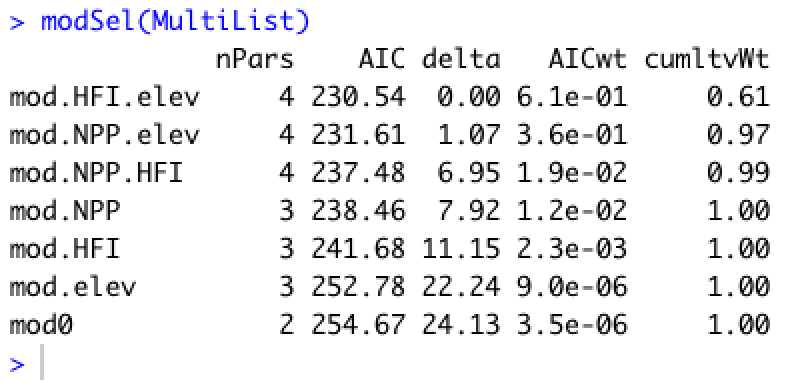 > modSel(MultiList)
nPars AIC delta AICwt cumltvWt
mod.HFI.elev 4 230.54 0.00 6.1e-01 0.61
mod.NPP.elev 4 231.61 1.07 3.6e-01 0.97
mod.NPP.HFI 4 237.48 6.95 1.9e-02 0.99
mod.NPP 3 238.46 7.92 1.2e-02 1.00
mod.HFI 3 241.68 11.15 2.3e-03 1.00
mod.elev 3 252.78 22.24 9.0e-06 1.00
mod0 2 254.67 24.13 3.5e-06 1.00
>